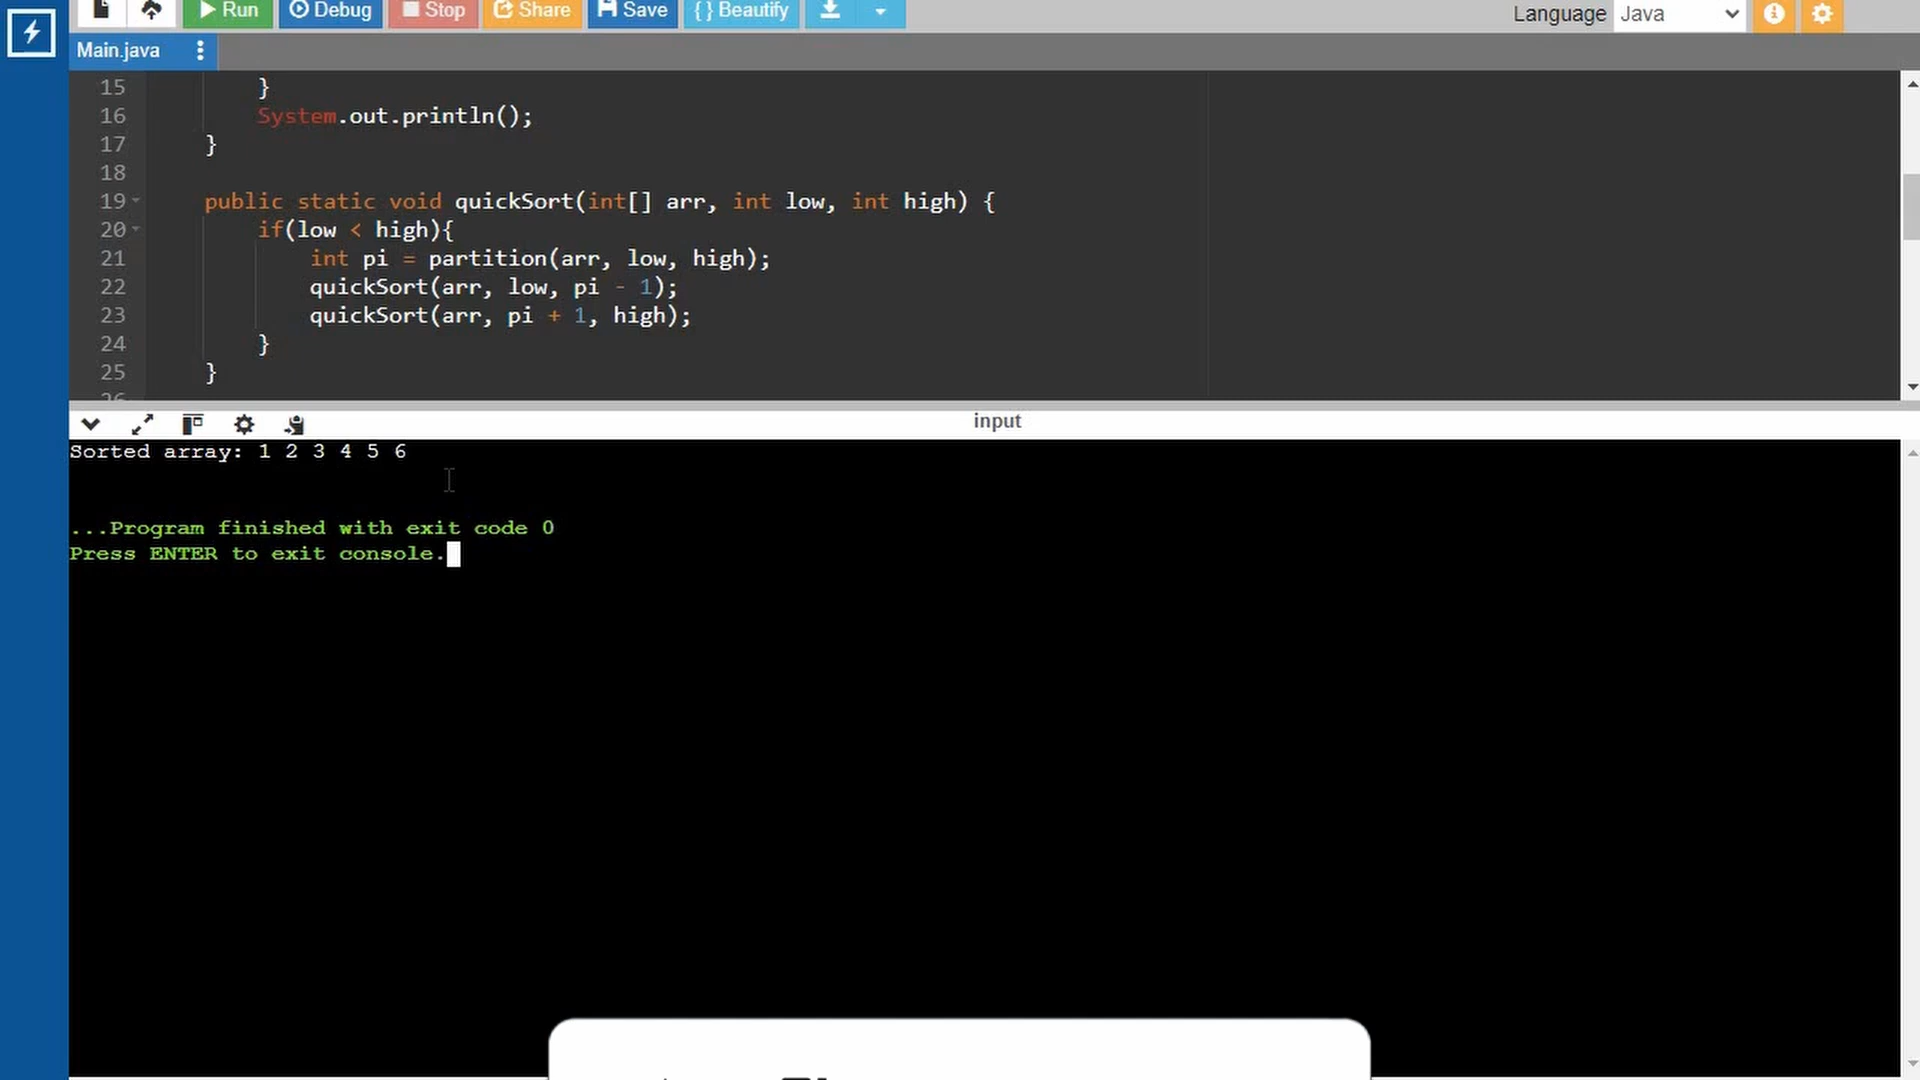 Run Debug Stop Share Save { } Beautify Language Java
Main.java
15 }
16 System.out.println();
17 }
18
19 public static void quickSort(int[] arr, int low, int high) {
20 if(low < high){
21 int pi = partition(arr, low, high);
22 quickSort(arr, low, pi - 1);
23 quickSort(arr, pi + 1, high);
24 }
25 }
26
input
Sorted array: 1 2 3 4 5 6
...Program finished with exit code 0
Press ENTER to exit console.